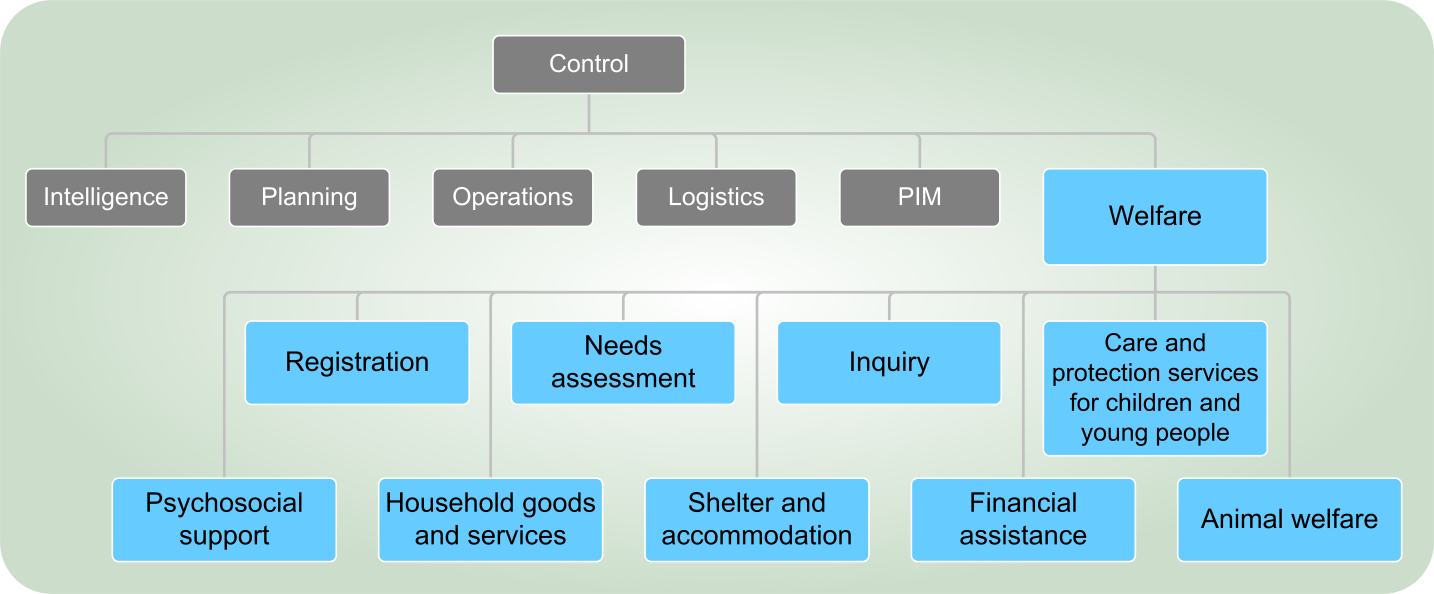 Control
Intelligence
Planning
Operations
Logistics
PIM
Welfare
Registration
Needs
assessment
Inquiry
Care and
protection services
for children and
young people
Psychosocial
support
Household goods
and services
Shelter and
accommodation
Financial
assistance
Animal welfare